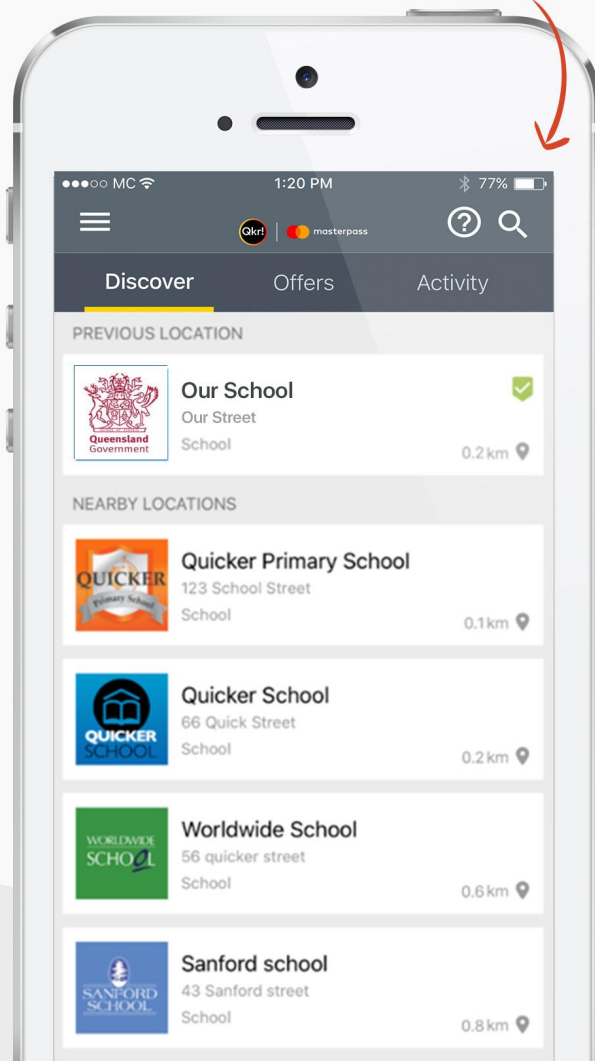 MC
1:20 PM
77%
Qkr!
masterpass
Discover
Offers
Activity
PREVIOUS LOCATION
Queensland
Government
Our School
Our Street
School
0.2 km
NEARBY LOCATIONS
QUICKER
Primary School
Quicker Primary School
123 School Street
School
0.1 km
QUICKER
SCHOOL
Quicker School
66 Quick Street
School
0.2 km
WORLDWIDE
SCHOOL
Worldwide School
56 quicker street
School
0.6 km
SANFORD
SCHOOL
Sanford school
43 Sanford street
School
0.8 km